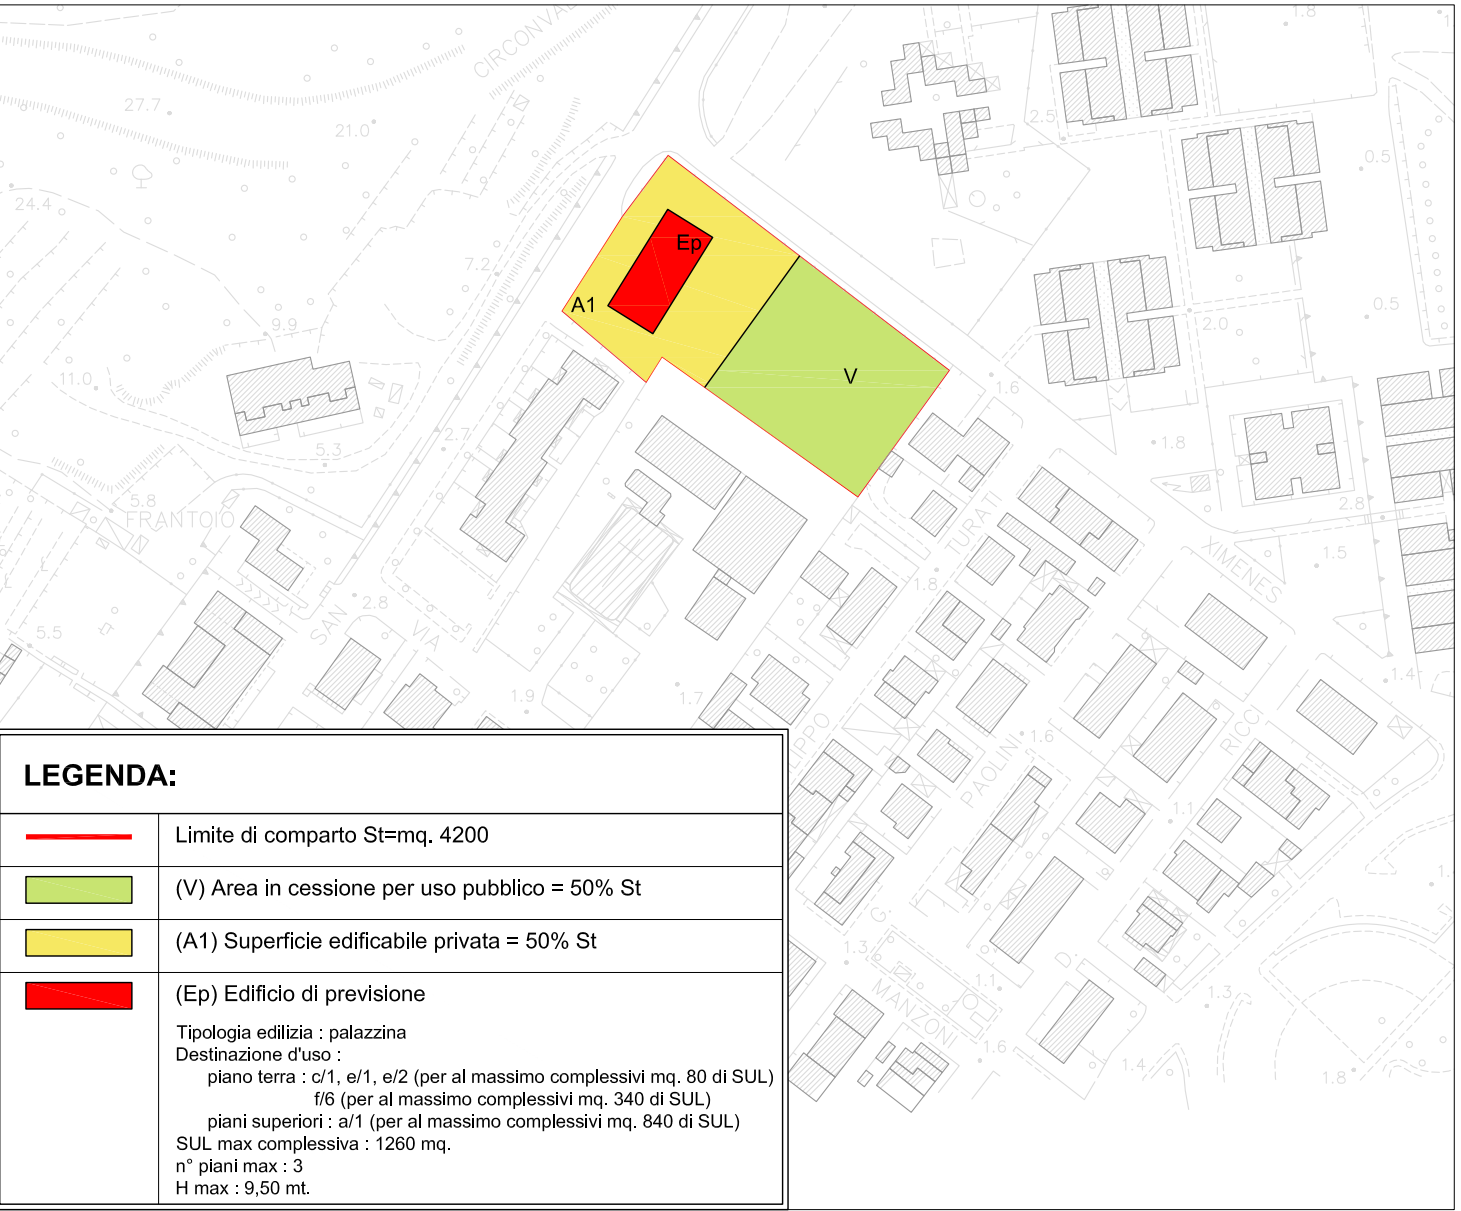 CIRCONVAL
1.8
27.7
21.0
2.5
0.5
24.4
7.2
Ep
A1
9.9
2.0
0.5
11.0
V
1.6
5.3
2.7
1.8
2.8
5.8
FRANTOIO
TURATI
XIMENES
1.5
1.8
SAN
2.8
VIA
5.5
1.9
1.7
1.4
IPPO
PAOLINI
1.6
RICCI
1.1
G.
1.3
1.1
D.
MANZONI
1.3
1.6
1.4
1.8
LEGENDA:
Limite di comparto St=mq. 4200
(V) Area in cessione per uso pubblico = 50% St
(A1) Superficie edificabile privata = 50% St
(Ep) Edificio di previsione
Tipologia edilizia : palazzina
Destinazione d'uso :
piano terra : c/1, e/1, e/2 (per al massimo complessivi mq. 80 di SUL)
f/6 (per al massimo complessivi mq. 340 di SUL)
piani superiori : a/1 (per al massimo complessivi mq. 840 di SUL)
SUL max complessiva : 1260 mq.
n° piani max : 3
H max : 9,50 mt.